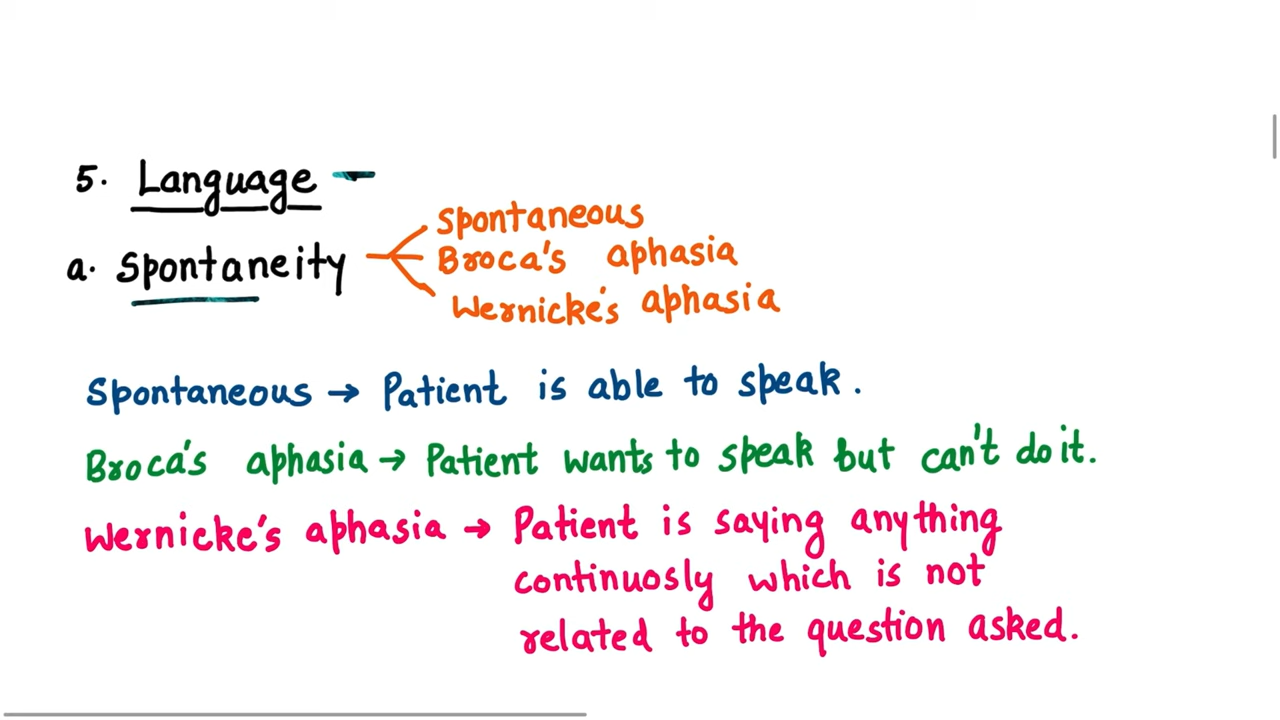 5. Language -
a. Spontaneity
Spontaneous
Broca's aphasia
Wernicke's aphasia
Spontaneous → Patient is able to speak.
Broca's aphasia → Patient wants to speak but can't do it.
Wernicke's aphasia → Patient is saying anything
continuosly which is not
related to the question asked.